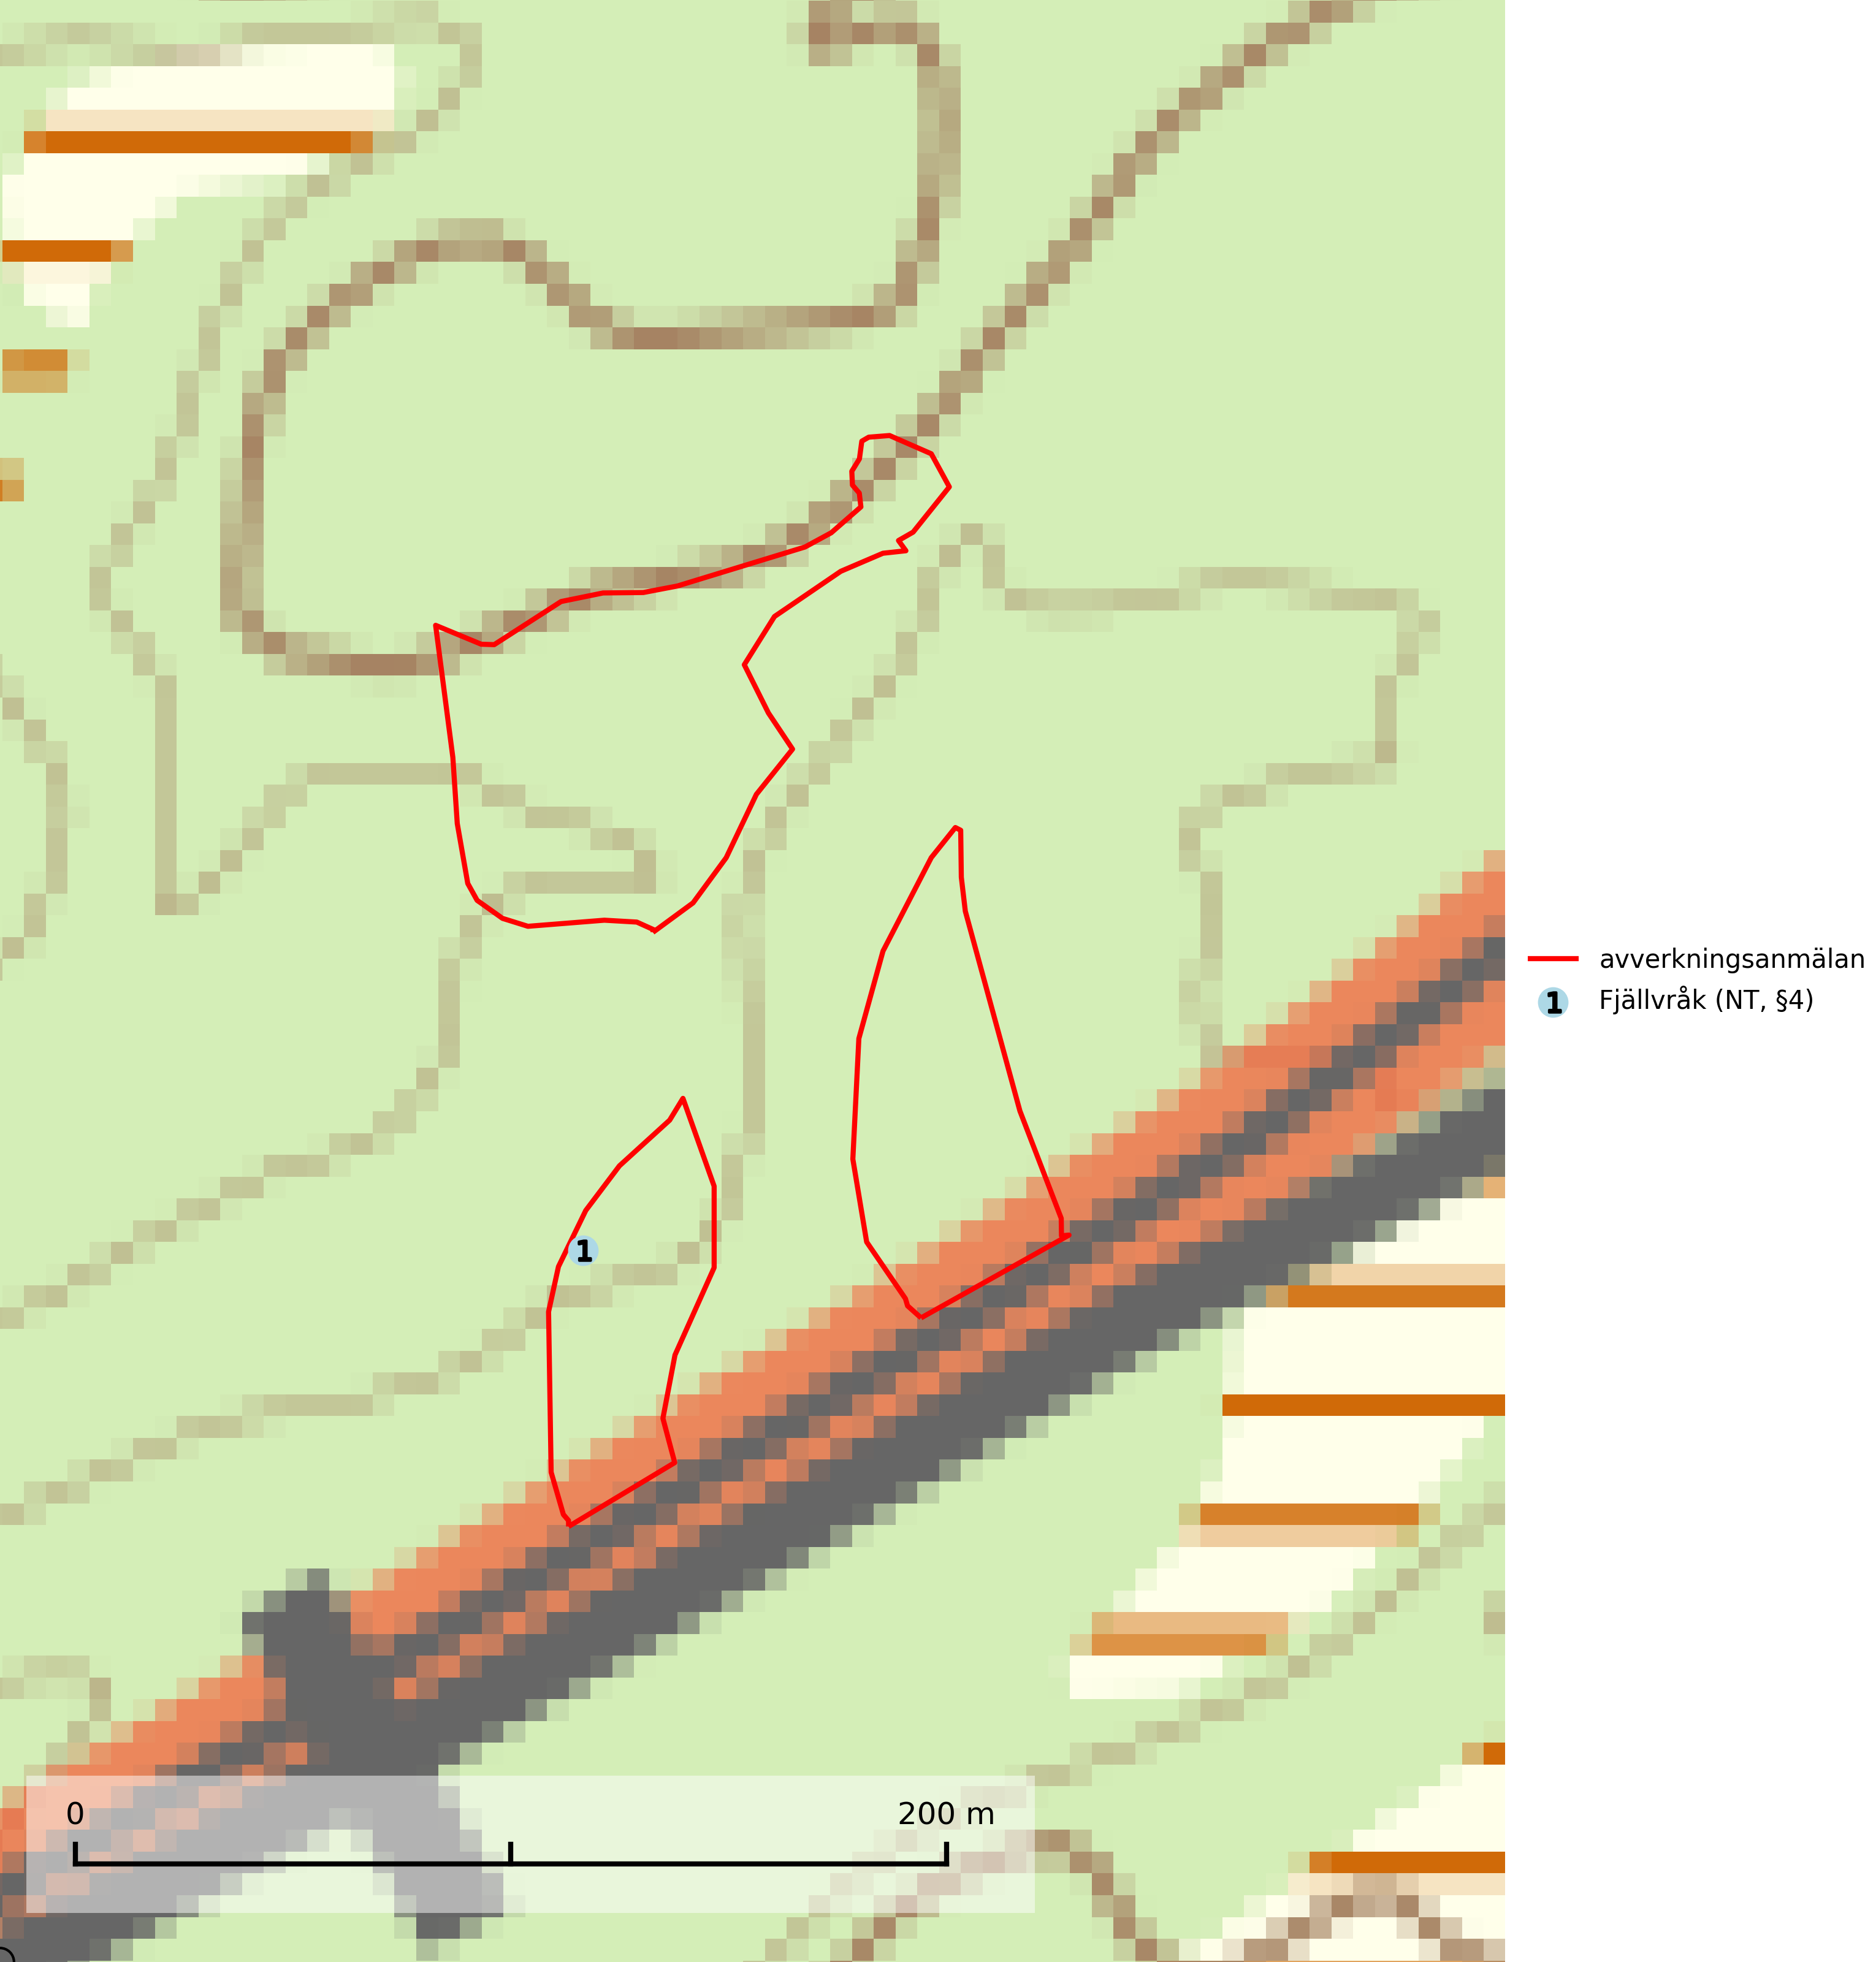 avverkningsanmälan
1 Fjällvråk (NT, §4)
1
0 200 m